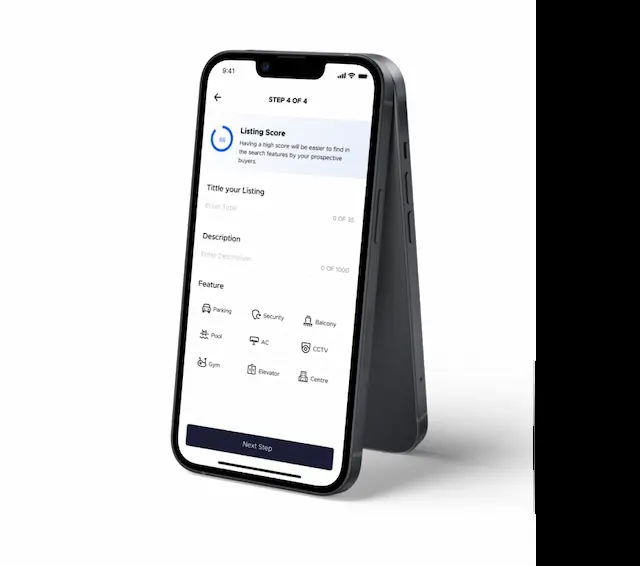 9:41
STEP 4 OF 4
Listing Score
Having a high score will be easier to find in
the search features by your prospective
buyers.
Tittle your Listing
Enter Title
0 OF 35
Description
Enter Description...
0 OF 1000
Feature
Parking
Security
Balcony
Pool
AC
CCTV
Gym
Elevator
Centre
Next Step